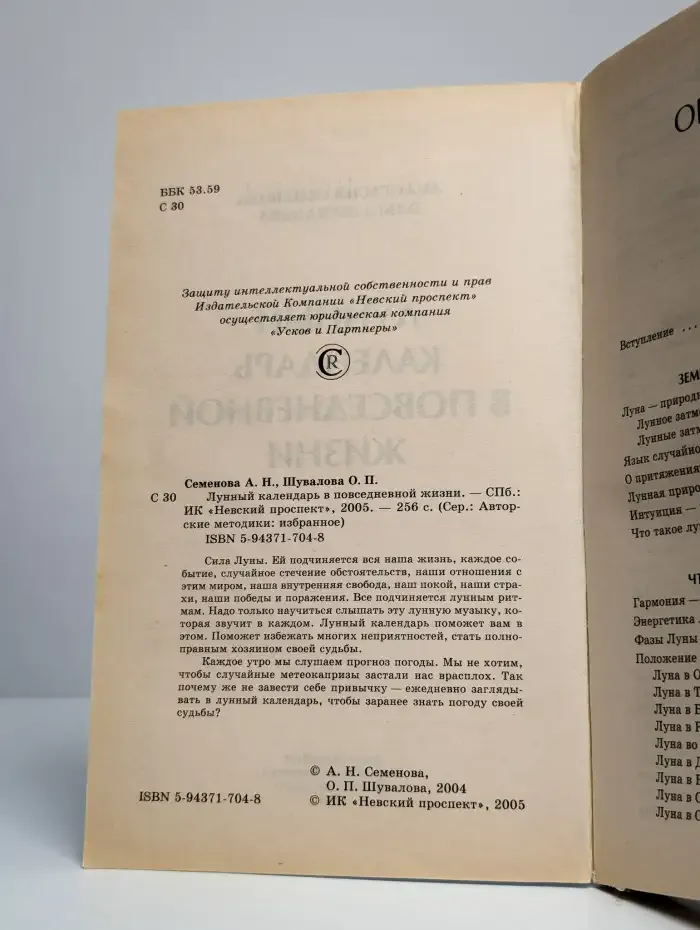 ББК 53.59
С 30
Защиту интеллектуальной собственности и прав
Издательской Компании «Невский проспект»
осуществляет юридическая компания
«Усков и Партнеры»
КАЛЕНДАРЬ
В ПОВСЕДНЕВНОЙ
ЖИЗНИ
Семенова А. Н., Шувалова О. П.
С 30 Лунный календарь в повседневной жизни. — СПб.:
ИК «Невский проспект», 2005. — 256 с. (Сер.: Автор-
ские методики: избранное)
ISBN 5-94371-704-8
Сила Луны. Ей подчиняется вся наша жизнь, каждое со-
бытие, случайное стечение обстоятельств, наши отношения с
этим миром, наша внутренняя свобода, наш покой, наши стра-
хи, наши победы и поражения. Все подчиняется лунным рит-
мам. Надо только научиться слышать эту лунную музыку, ко-
торая звучит в каждом. Лунный календарь поможет вам в
этом. Поможет избежать многих неприятностей, стать полно-
правным хозяином своей судьбы.
Каждое утро мы слушаем прогноз погоды. Мы не хотим,
чтобы случайные метеокапризы застали нас врасплох. Так
почему же не завести себе привычку — ежедневно загляды-
вать в лунный календарь, чтобы заранее знать погоду своей
судьбы?
© А. Н. Семенова,
О. П. Шувалова, 2004
ISBN 5-94371-704-8 © ИК «Невский проспект», 2005
Вступление ...
Луна —
Лунное
Лунные
Язык
О притяжения
Лунная
Интуиция —
Что такое
Гармония —
Энергетика
Фазы Луны
Положение
Луна в
Луна в
Луна в
Луна в
Луна во
Луна в
Луна в
Луна в
Луна в